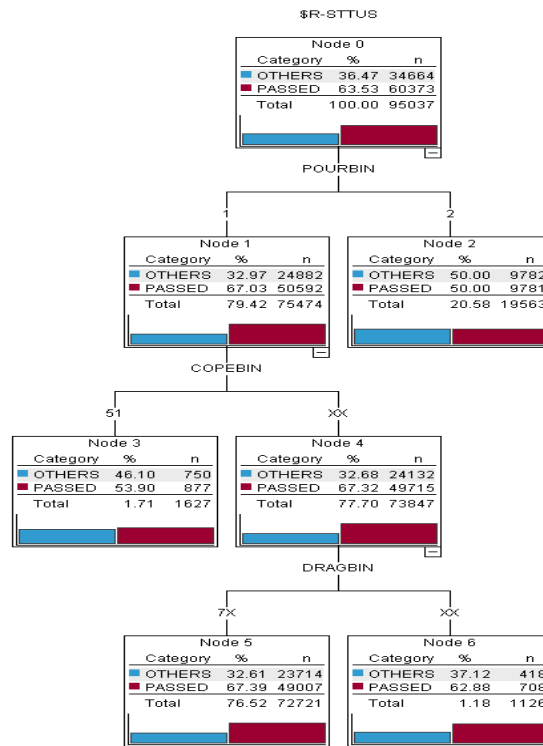 $R-STTUS
Node 0
Category % n
OTHERS 36.47 34664
PASSED 63.53 60373
Total 100.00 95037
POURBIN
1 2
Node 1
Category % n
OTHERS 32.97 24882
PASSED 67.03 50592
Total 79.42 75474
Node 2
Category % n
OTHERS 50.00 9782
PASSED 50.00 9781
Total 20.58 19563
COPEBIN
51 XX
Node 3
Category % n
OTHERS 46.10 750
PASSED 53.90 877
Total 1.71 1627
Node 4
Category % n
OTHERS 32.68 24132
PASSED 67.32 49715
Total 77.70 73847
DRAGBIN
7X XX
Node 5
Category % n
OTHERS 32.61 23714
PASSED 67.39 49007
Total 76.52 72721
Node 6
Category % n
OTHERS 37.12 418
PASSED 62.88 708
Total 1.18 1126